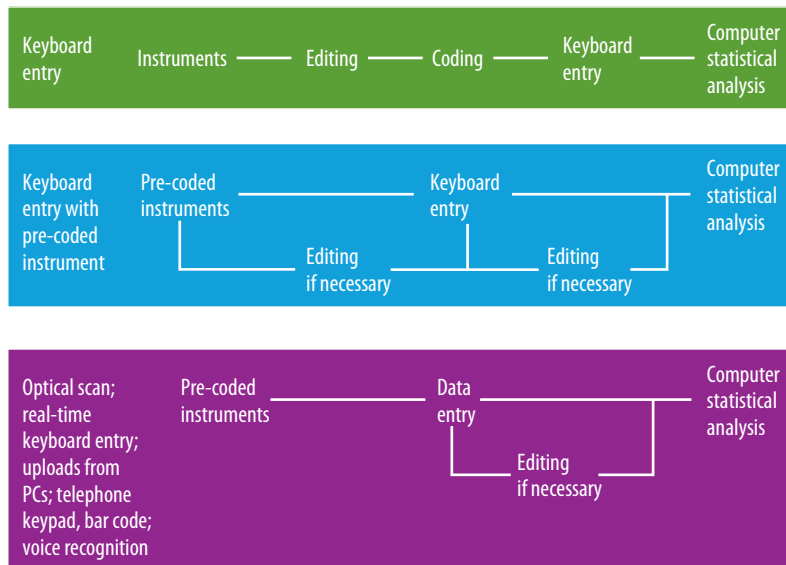 Keyboard
entry
Instruments
Editing
Coding
Keyboard
entry
Computer
statistical
analysis
Keyboard
entry with
pre-coded
instrument
Pre-coded
instruments
Editing
if necessary
Keyboard
entry
Editing
if necessary
Computer
statistical
analysis
Optical scan;
real-time
keyboard entry;
uploads from
PCs; telephone
keypad, bar code;
voice recognition
Pre-coded
instruments
Data
entry
Editing
if necessary
Computer
statistical
analysis